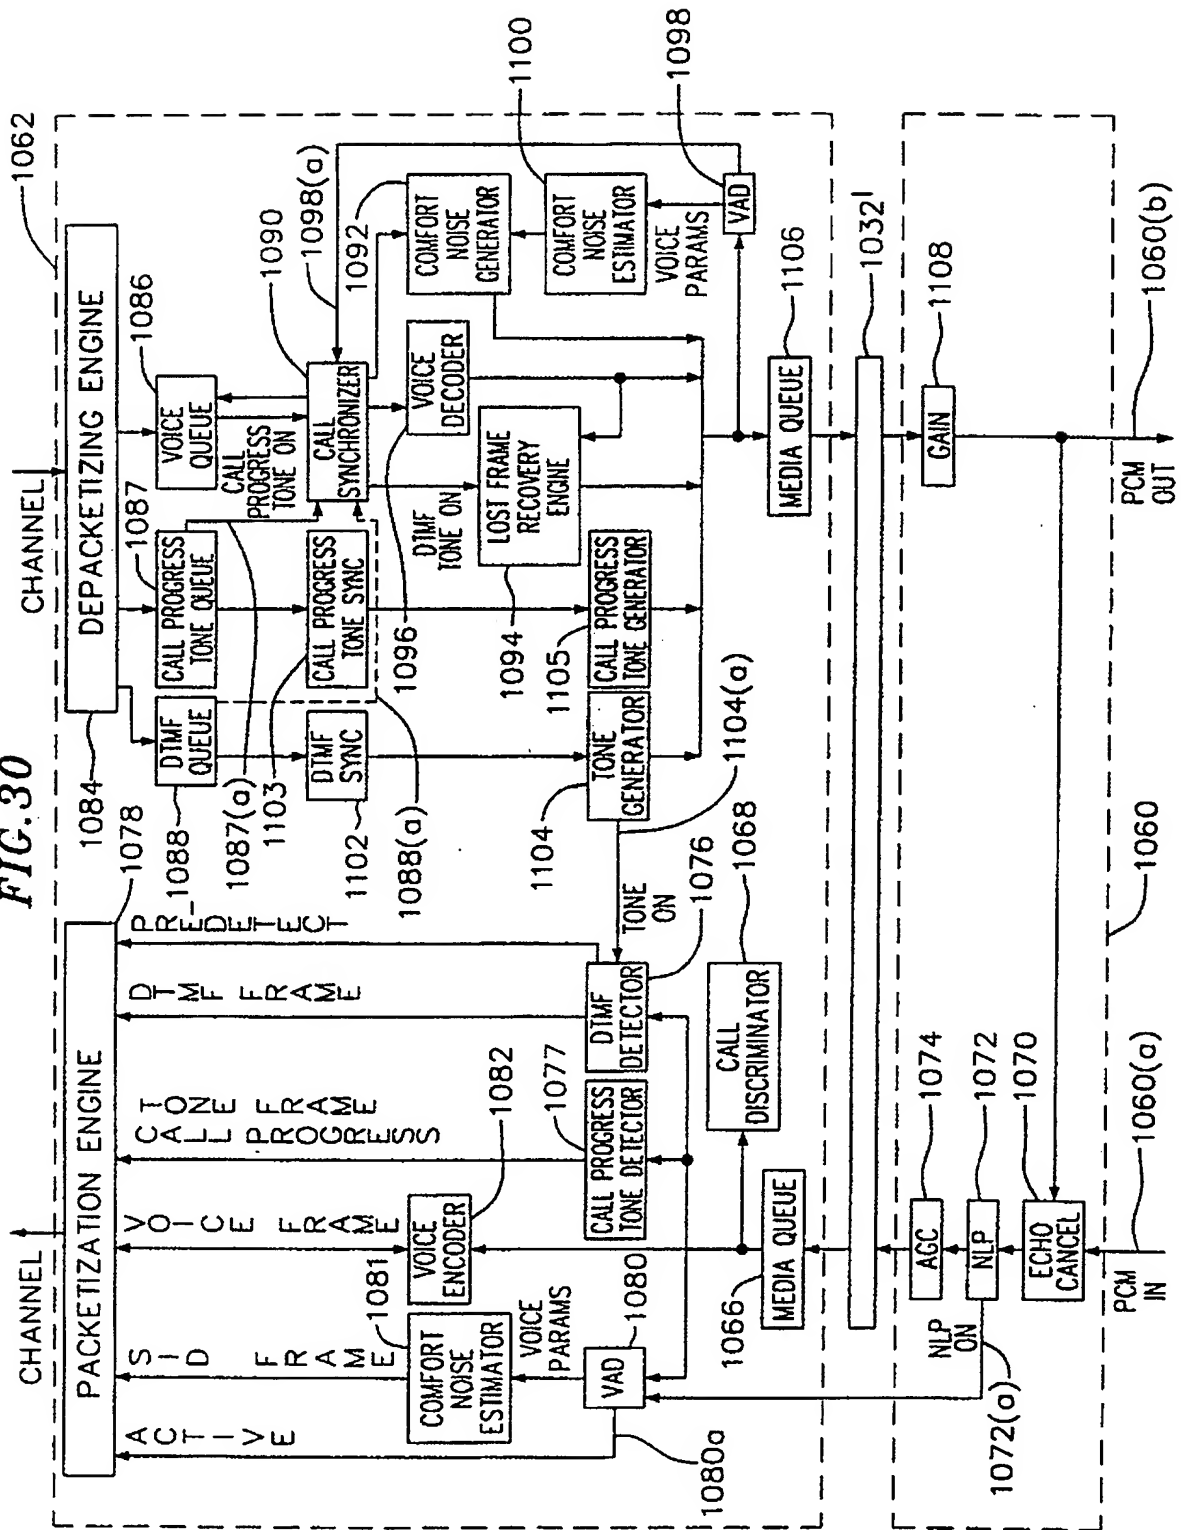 FIG. 30
CHANNEL
PACKETIZATION ENGINE
1078
ACTIVE
SID FRAME
VOICE FRAME
CALL PROGRESS
TONE FRAME
DTMF FRAME
PRE_DETECT
1081
COMFORT
NOISE
ESTIMATOR
VOICE
ENCODER
1082
VOICE
PARAMS
VAD
1080
1080a
CALL PROGRESS
TONE DETECTOR
1077
DTMF
DETECTOR
1076
TONE
ON
1066
MEDIA QUEUE
CALL
DISCRIMINATOR
1068
CHANNEL
1062
1084
DEPACKETIZING ENGINE
1088
DTMF
QUEUE
1087
CALL PROGRESS
TONE QUEUE
1087(a)
VOICE
QUEUE
1086
CALL
PROGRESS
TONE ON
1102
DTMF
SYNC
1103
CALL PROGRESS
TONE SYNC
1088(a)
CALL
SYNCHRONIZER
1090
1098(a)
DTMF
TONE ON
1096
VOICE
DECODER
1092
COMFORT
NOISE
GENERATOR
1094
LOST FRAME
RECOVERY
ENGINE
COMFORT
NOISE
ESTIMATOR
1100
1104
TONE
GENERATOR
1104(a)
1105
CALL PROGRESS
TONE GENERATOR
VOICE
PARAMS
VAD
1098
MEDIA QUEUE
1106
1032'
AGC
1074
NLP
1072
NLP
ON
1072(a)
ECHO
CANCEL
1070
GAIN
1108
PCM
IN
1060(a)
1060
PCM
OUT
1060(b)